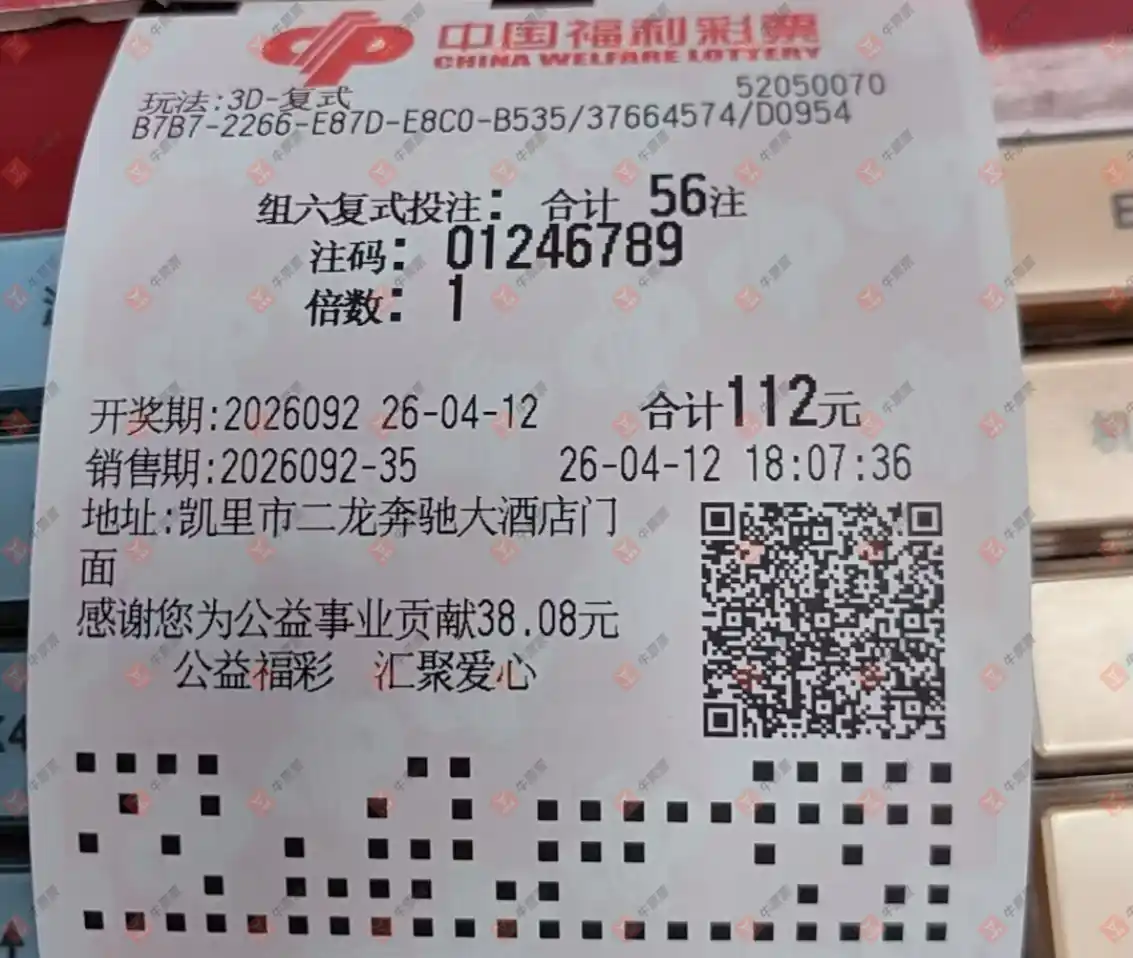 中国福利彩票
CHINA WELFARE LOTTERY
玩法:3D-复式 52050070
B7B7-2266-E87D-E8C0-B535/37664574/D0954
组六复式投注: 合计 56注
注码: 01246789
倍数: 1
开奖期:2026092 26-04-12 合计112元
销售期:2026092-35 26-04-12 18:07:36
地址:凯里市二龙奔驰大酒店门
面
感谢您为公益事业贡献38.08元
公益福彩 汇聚爱心